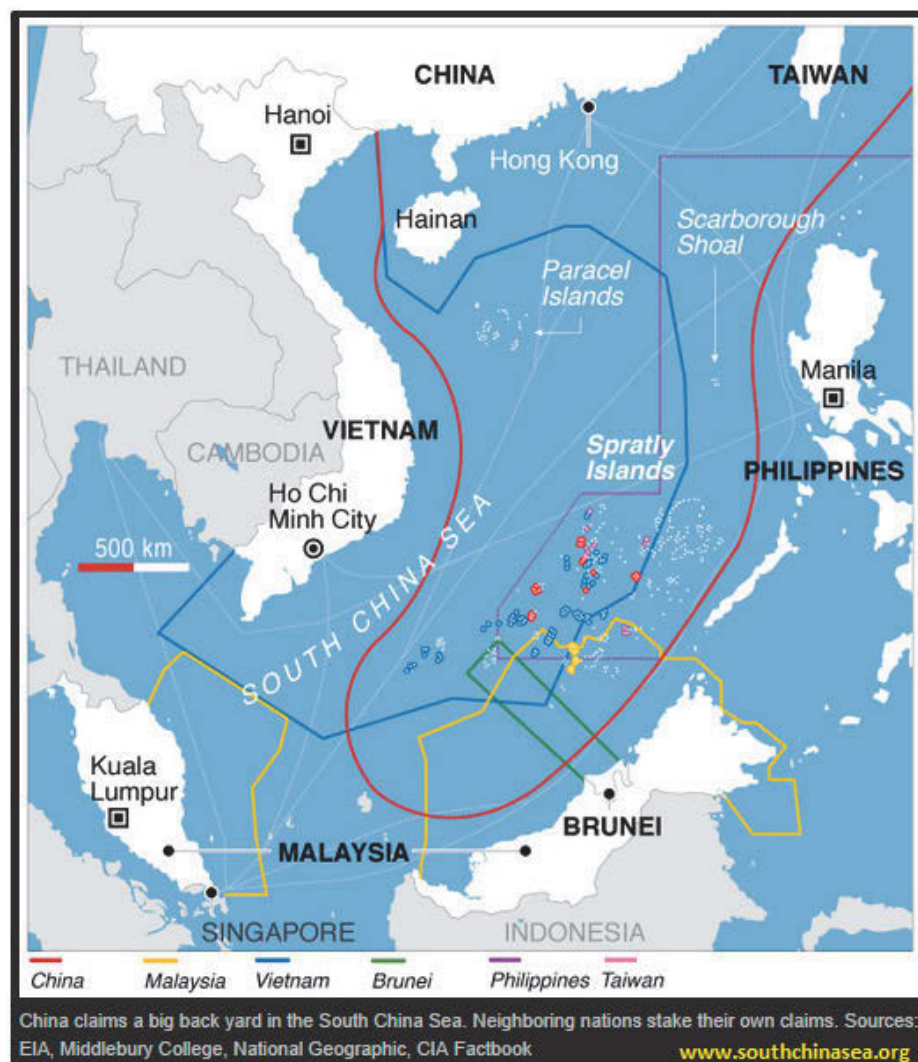 CHINA
TAIWAN
Hanoi
Hong Kong
Hainan
Scarborough
Shoal
Paracel
Islands
THAILAND
Manila
VIETNAM
CAMBODIA
Spratly
Islands
PHILIPPINES
Ho Chi
Minh City
500 km
SOUTH CHINA SEA
Kuala
Lumpur
BRUNEI
MALAYSIA
SINGAPORE
INDONESIA
China
Malaysia
Vietnam
Brunei
Philippines
Taiwan
China claims a big back yard in the South China Sea. Neighboring nations stake their own claims. Sources:
EIA, Middlebury College, National Geographic, CIA Factbook
www.southchinasea.org